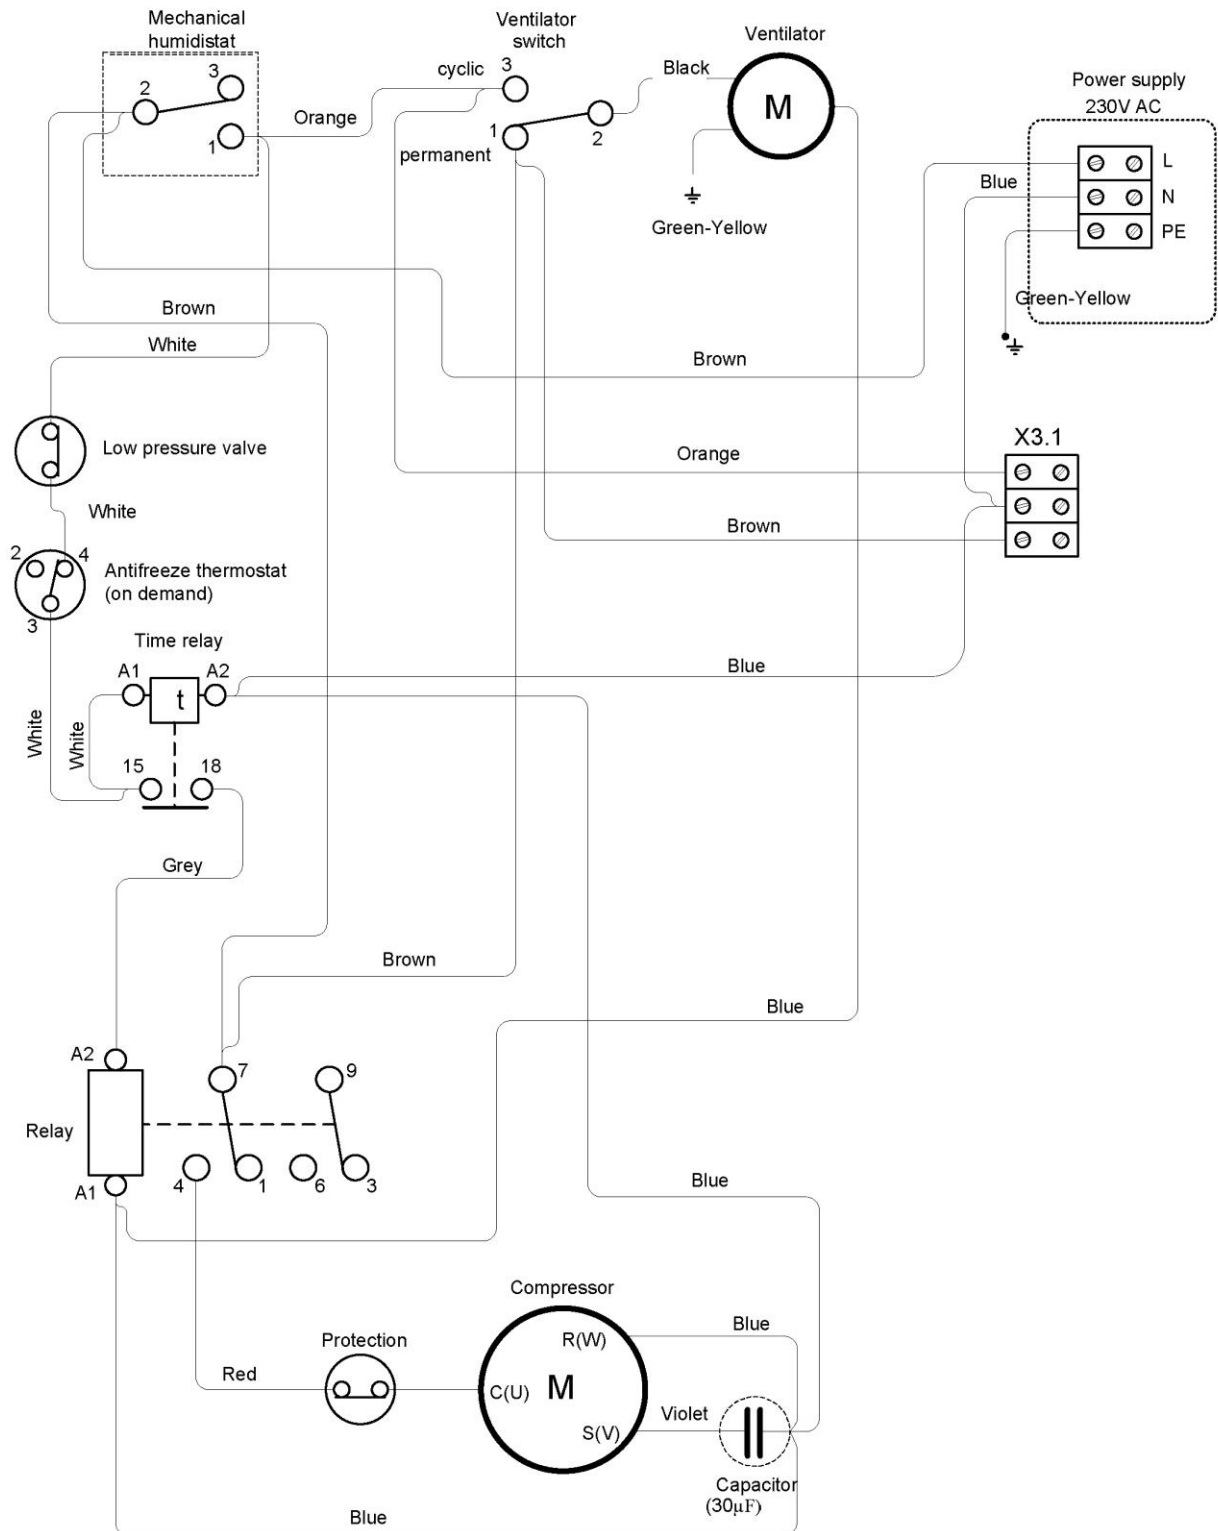 Mechanical
humidistat
Ventilator
switch
Ventilator
Power supply
230V AC
cyclic
3
Black
2
3
1
Orange
1
2
permanent
M
Green-Yellow
Blue
L
N
PE
Green-Yellow
Brown
White
Brown
Low pressure valve
Orange
X3.1
White
Brown
2
4
Antifreeze thermostat
(on demand)
3
Time relay
A1
t
A2
Blue
White
White
15
18
Grey
Brown
Blue
A2
7
9
Relay
A1
4
1
6
3
Blue
Compressor
Protection
R(W)
Blue
Red
C(U)
M
Violet
S(V)
Capacitor
(30µF)
Blue